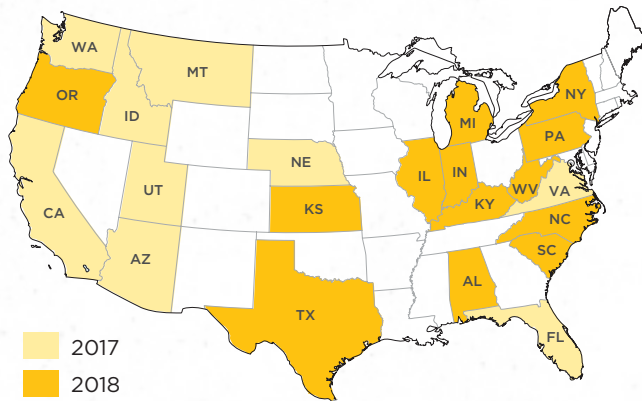 WA
MT
OR
ID
NY
MI
PA
NE
IL
IN
WV
VA
UT
KS
KY
CA
NC
AZ
SC
AL
TX
FL
2017
2018